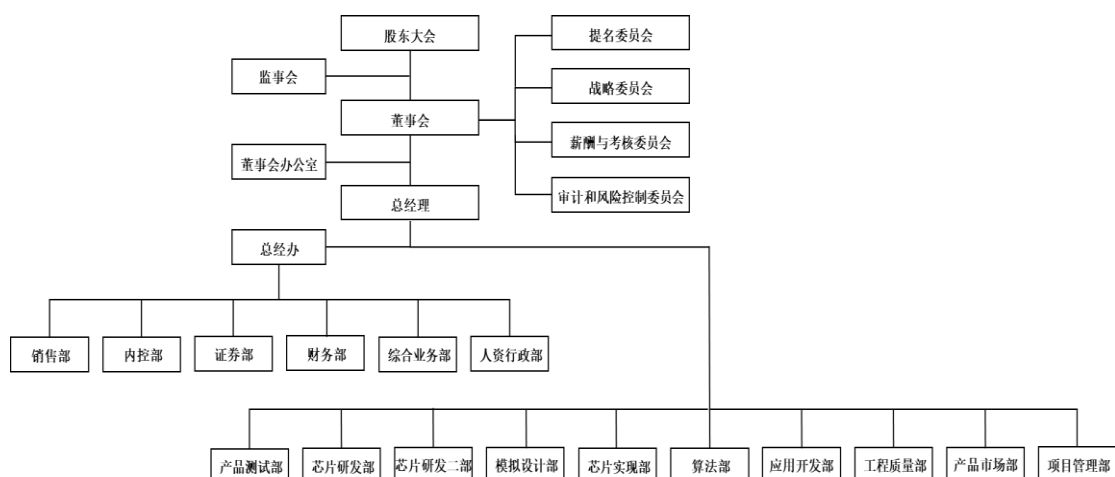 股东大会
提名委员会
监事会
战略委员会
董事会
薪酬与考核委员会
董事会办公室
审计和风险控制委员会
总经理
总经办
销售部
内控部
证券部
财务部
综合业务部
人资行政部
产品测试部
芯片研发部
芯片研发二部
模拟设计部
芯片实现部
算法部
应用开发部
工程质量部
产品市场部
项目管理部